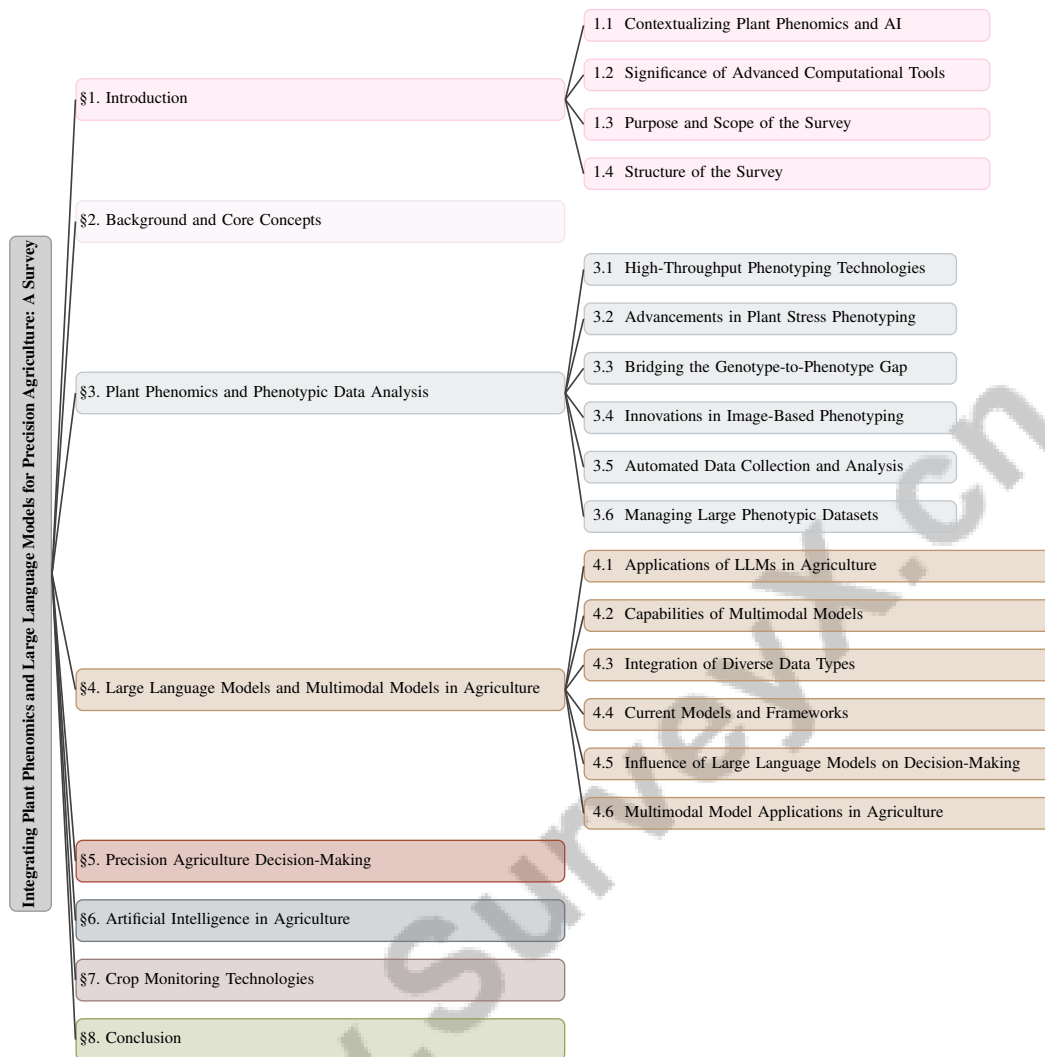 Integrating Plant Phenomics and Large Language Models for Precision Agriculture: A Survey
§1. Introduction
1.1 Contextualizing Plant Phenomics and AI
1.2 Significance of Advanced Computational Tools
1.3 Purpose and Scope of the Survey
1.4 Structure of the Survey
§2. Background and Core Concepts
§3. Plant Phenomics and Phenotypic Data Analysis
3.1 High-Throughput Phenotyping Technologies
3.2 Advancements in Plant Stress Phenotyping
3.3 Bridging the Genotype-to-Phenotype Gap
3.4 Innovations in Image-Based Phenotyping
3.5 Automated Data Collection and Analysis
3.6 Managing Large Phenotypic Datasets
§4. Large Language Models and Multimodal Models in Agriculture
4.1 Applications of LLMs in Agriculture
4.2 Capabilities of Multimodal Models
4.3 Integration of Diverse Data Types
4.4 Current Models and Frameworks
4.5 Influence of Large Language Models on Decision-Making
4.6 Multimodal Model Applications in Agriculture
§5. Precision Agriculture Decision-Making
§6. Artificial Intelligence in Agriculture
§7. Crop Monitoring Technologies
§8. Conclusion
.SurveyX.cn